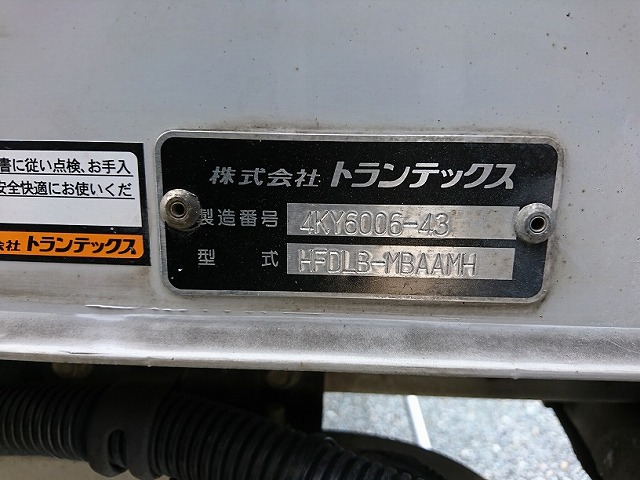 書に従い点検、お手入
安全快適にお使いくだ
会社 トランテックス
株式会社 トランテックス
製造番号 4KY6006-43
型式 HFDLB-MBAAMH